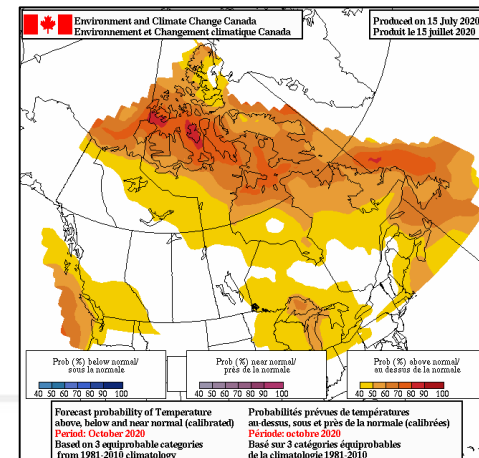 Environment and Climate Change Canada
Environnement et Changement climatique Canada
Produced on 15 July 2020
Produit le 15 juillet 2020
Prob (%) below normal/
sous la normale
40 50 60 70 80 90 100
Prob (%) near normal/
près de la normale
40 50 60 70 80 90 100
Prob (%) above normal/
au dessus de la normale
40 50 60 70 80 90 100
Forecast probability of Temperature
above, below and near normal (calibrated)
Period: October 2020
Based on 3 equiprobable categories
from 1981-2010 climatology
Probabilités prévues de températures
au-dessus, sous et près de la normale (calibrées)
Période: octobre 2020
Basé sur 3 catégories équiprobables
de la climatologie 1981-2010